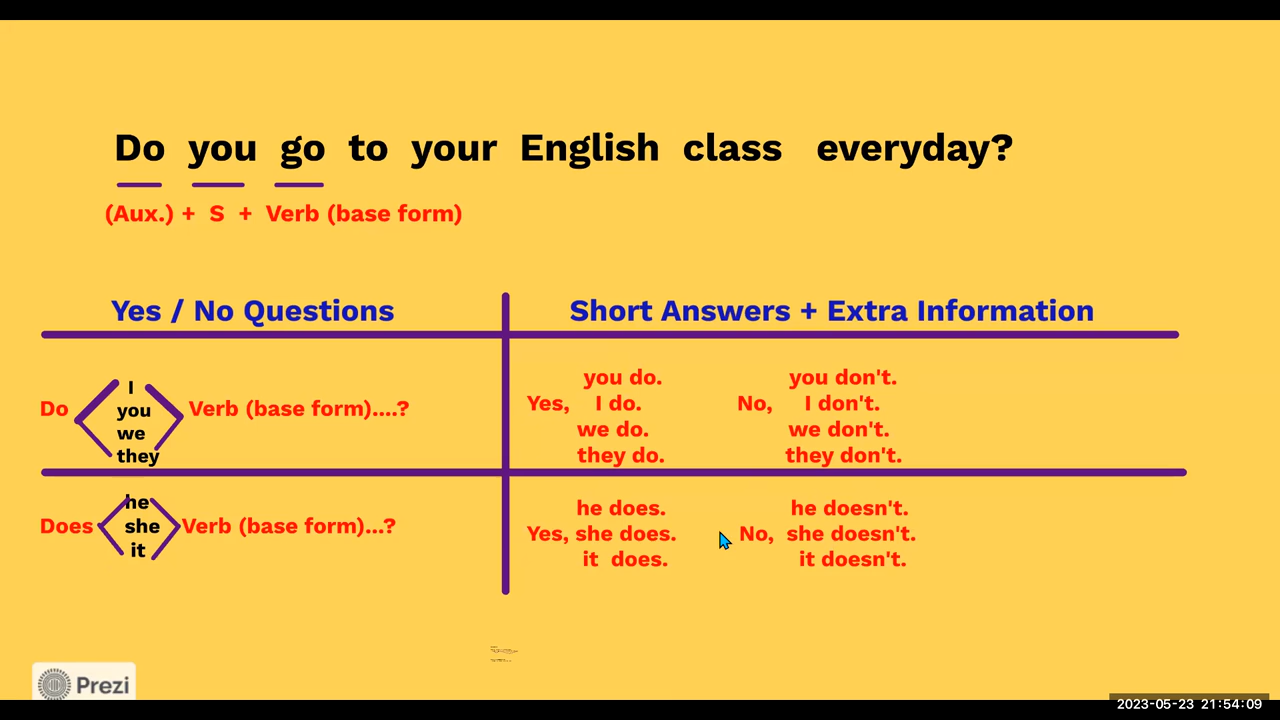 Do you go to your English class everyday?
(Aux.) + S + Verb (base form)
Yes / No Questions
Short Answers + Extra Information
I
you
we
they
Do
Verb (base form)....?
you do.
Yes, I do.
we do.
they do.
you don't.
No, I don't.
we don't.
they don't.
he
she
it
Does
Verb (base form)...?
he does.
Yes, she does.
it does.
he doesn't.
No, she doesn't.
it doesn't.
Prezi
2023-05-23 21:54:09